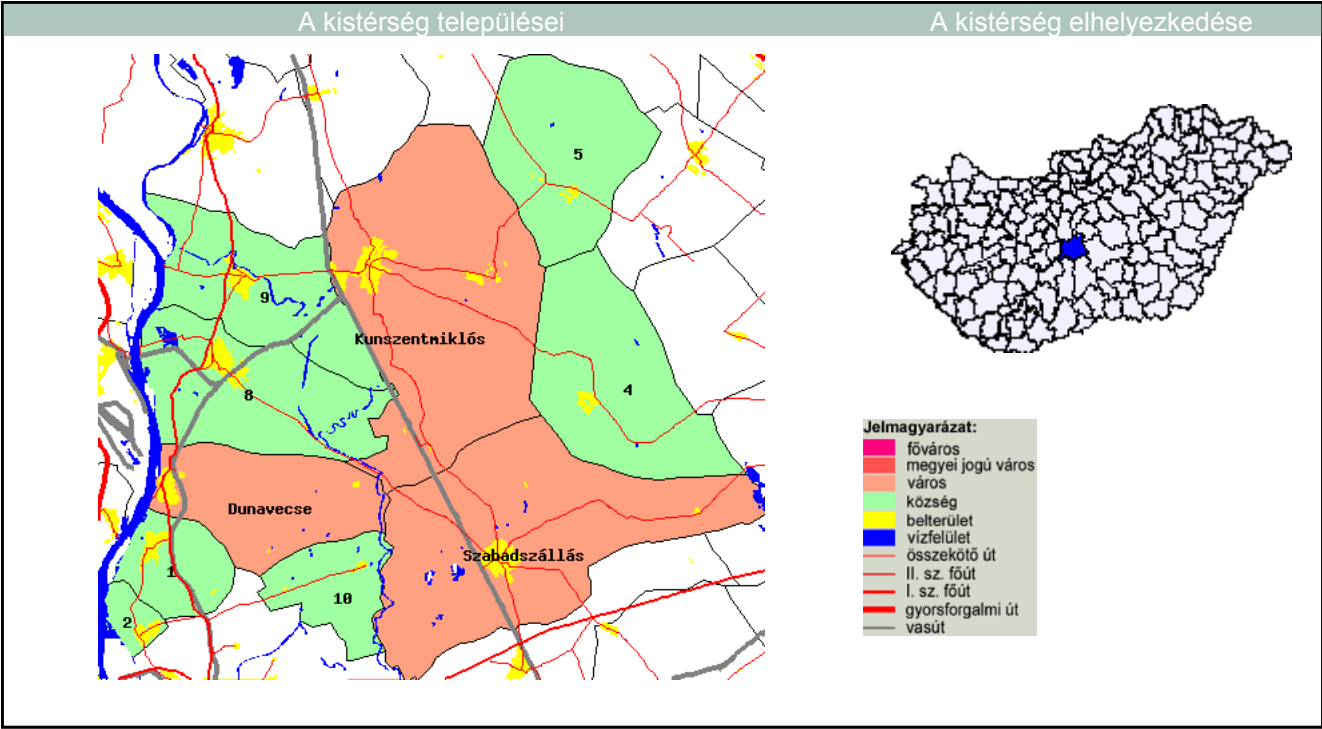 A kistérség települései
A kistérség elhelyezkedése
5
9
Kunszentmiklós
8
4
Dunavecse
Szabadszállás
1
10
2
Jelmagyarázat:
főváros
megyei jogú város
város
község
belterület
vízfelület
összekötő út
II. sz. főút
I. sz. főút
gyorsforgalmi út
vasút